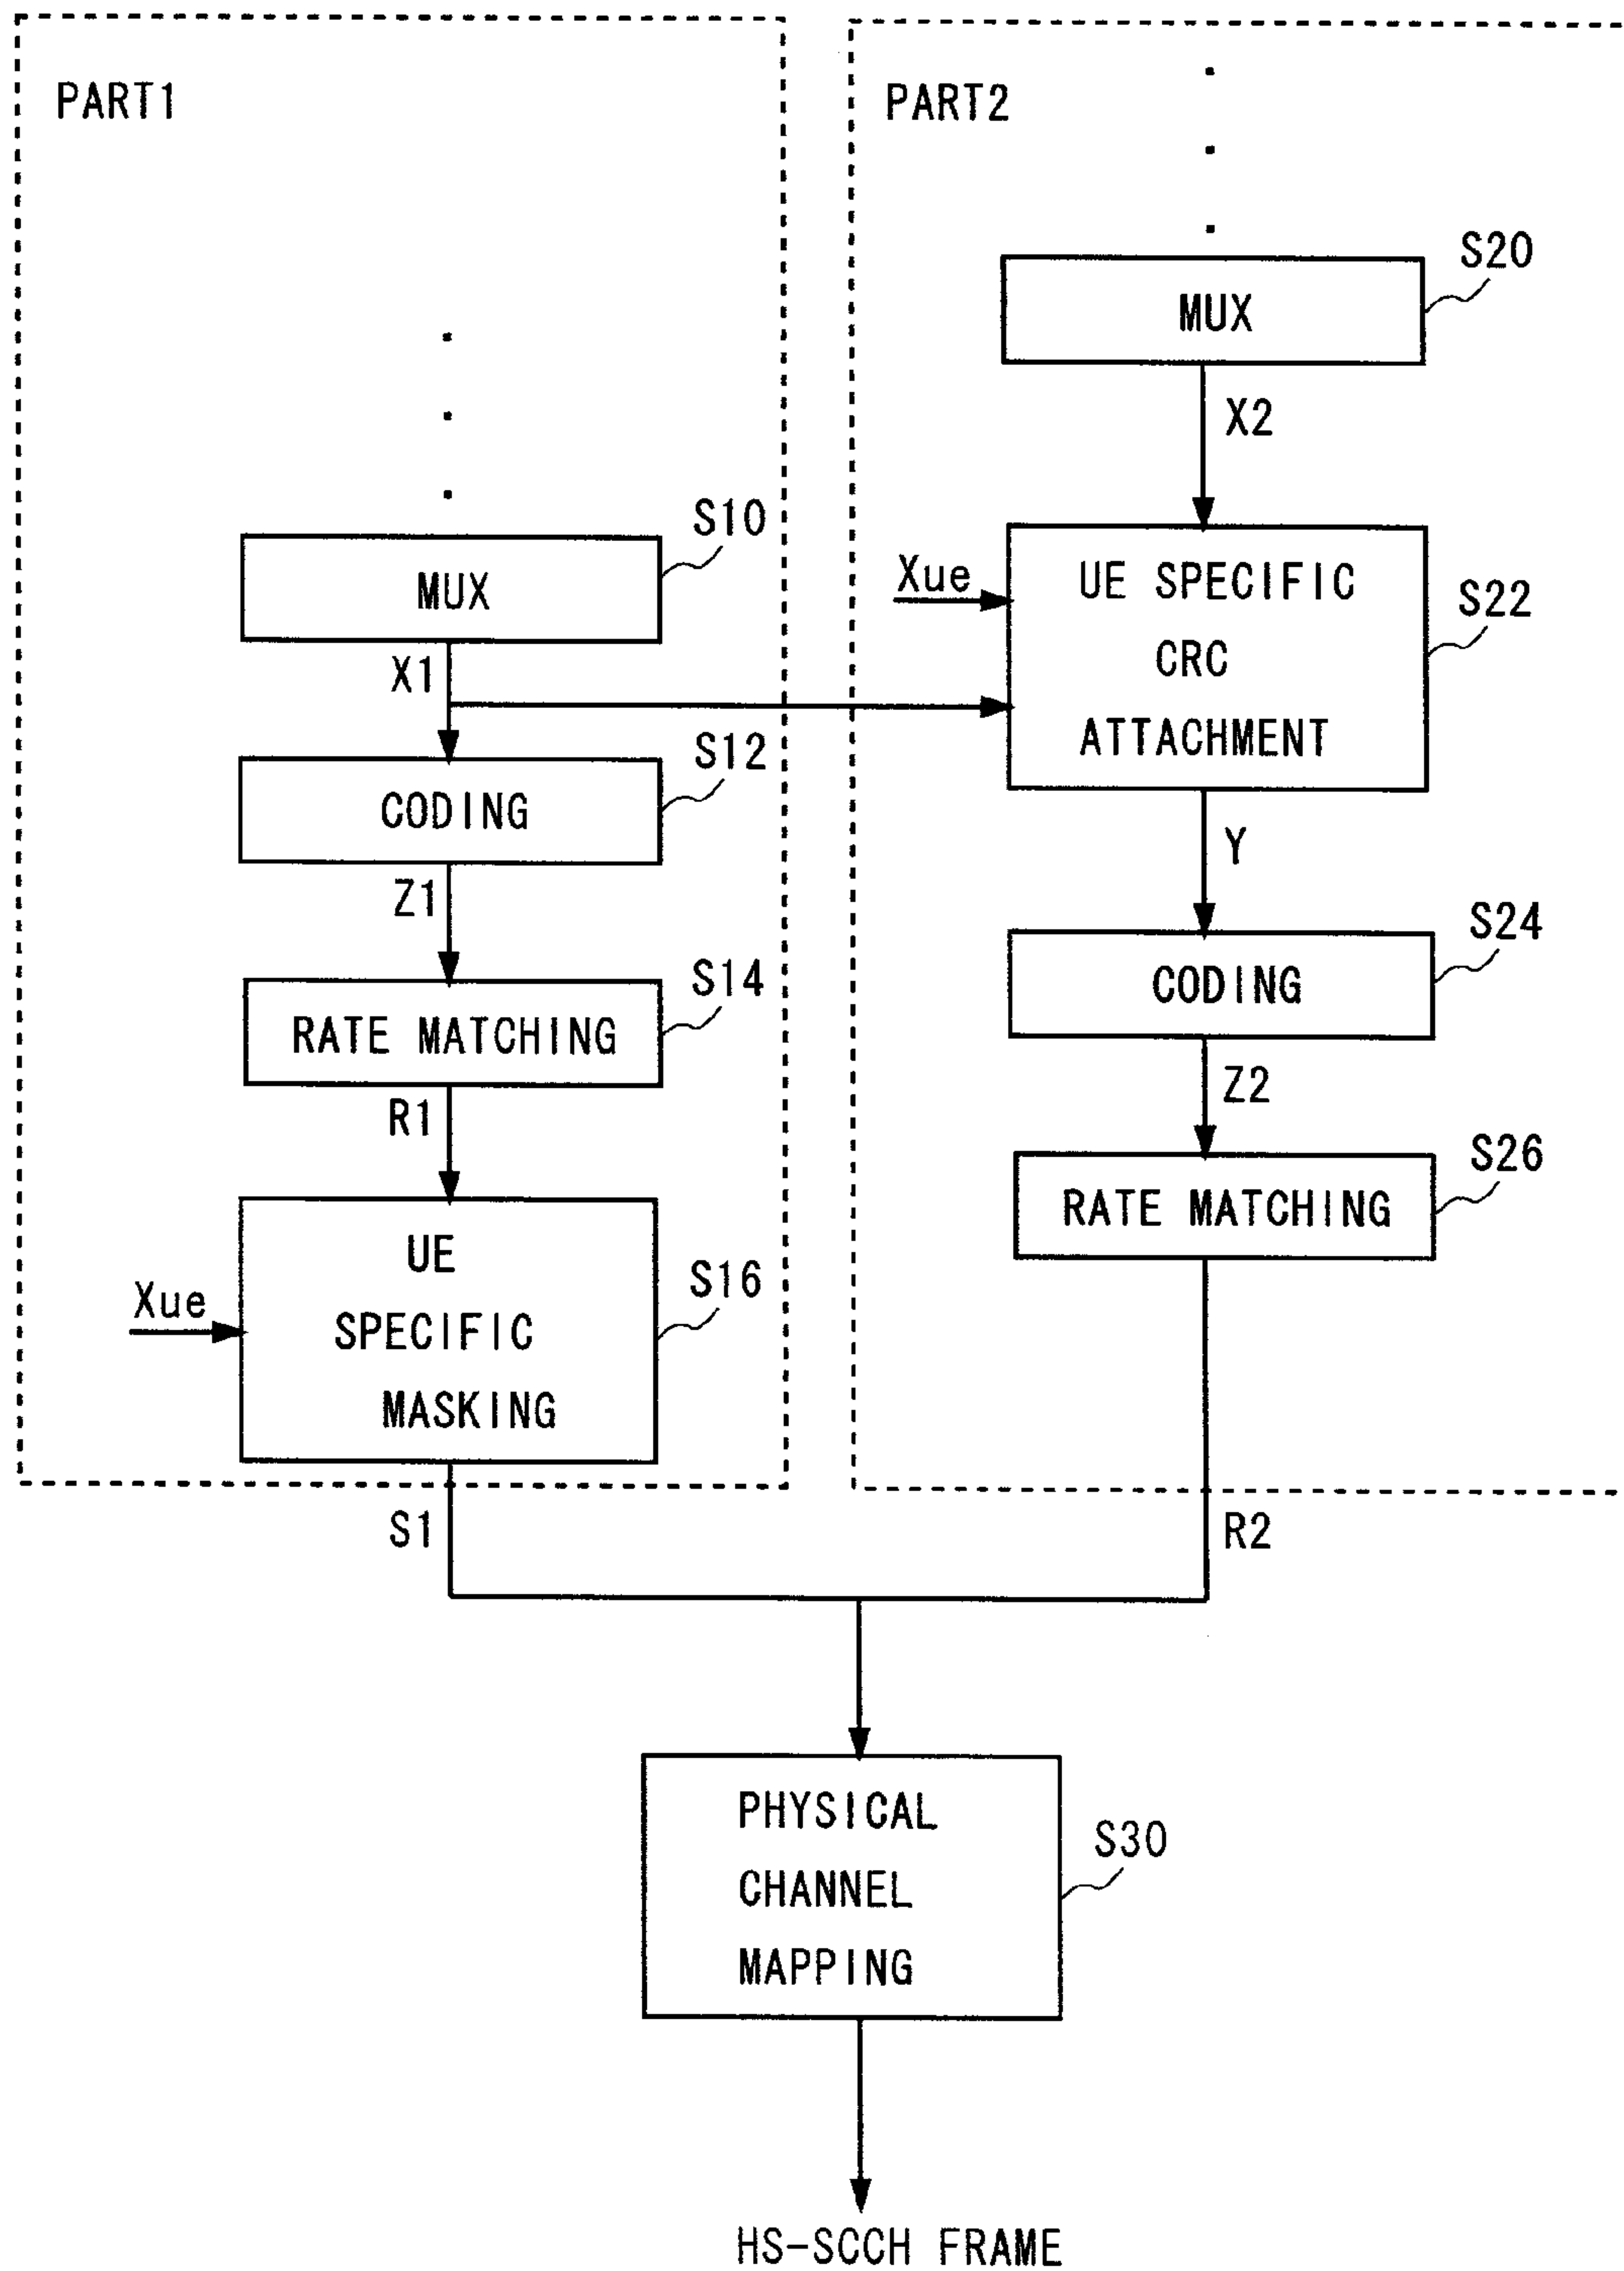 PART1
S10
MUX
X1
S12
CODING
Z1
S14
RATE MATCHING
R1
UE
SPECIFIC
MASKING
S16
Xue
S1
PART2
S20
MUX
X2
Xue
UE SPECIFIC
CRC
ATTACHMENT
S22
Y
S24
CODING
Z2
S26
RATE MATCHING
R2
PHYSICAL
CHANNEL
MAPPING
S30
HS-SCCH FRAME